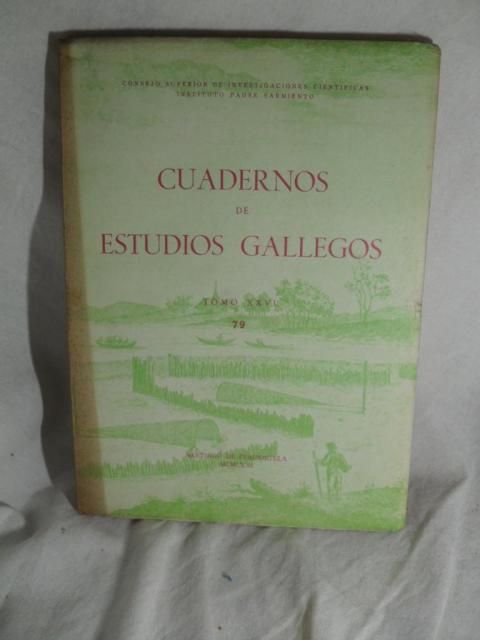 CONSEJO SUPERIOR DE INVESTIGACIONES CIENTIFICAS
INSTITUTO PADRE SARMIENTO
CUADERNOS
DE
ESTUDIOS GALLEGOS
TOMO XXVI
79
SANTIAGO DE COMPOSTELA